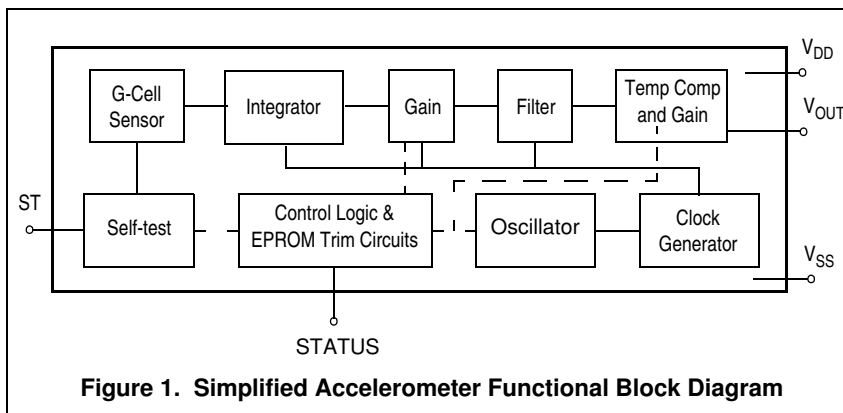 V_DD
G-Cell
Sensor
Integrator
Gain
Filter
Temp Comp
and Gain
V_OUT
ST
Self-test
Control Logic &
EPROM Trim Circuits
Oscillator
Clock
Generator
V_SS
STATUS
Figure 1. Simplified Accelerometer Functional Block Diagram